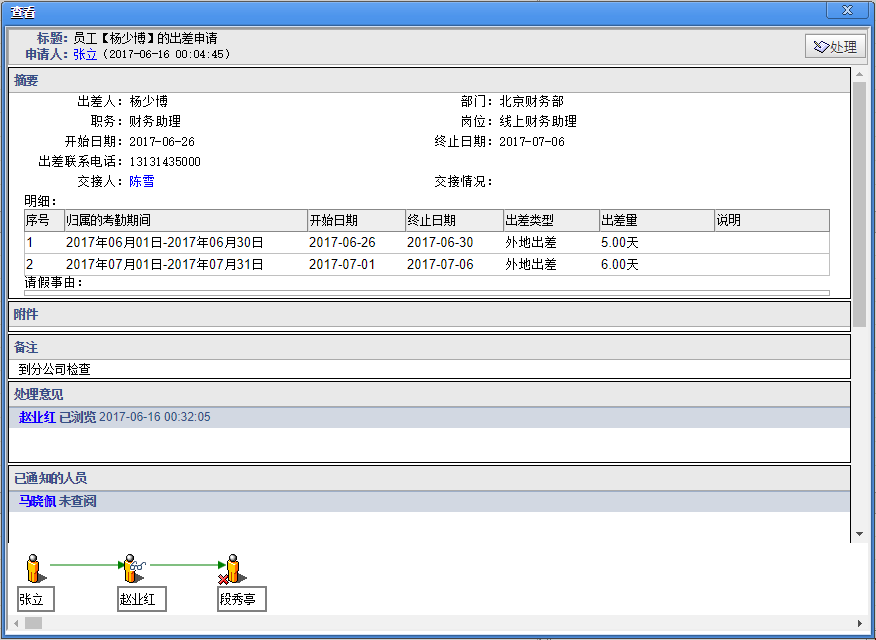 查看
标题：员工【杨少博】的出差申请
申请人：张立（2017-06-16 00:04:45）
处理
摘要
出差人：杨少博 部门：北京财务部
职务：财务助理 岗位：线上财务助理
开始日期：2017-06-26 终止日期：2017-07-06
出差联系电话：13131435000
交接人：陈雪 交接情况：
明细：
序号 归属的考勤期间 开始日期 终止日期 出差类型 出差量 说明
1 2017年06月01日-2017年06月30日 2017-06-26 2017-06-30 外地出差 5.00天
2 2017年07月01日-2017年07月31日 2017-07-01 2017-07-06 外地出差 6.00天
请假事由：
附件
备注
到分公司检查
处理意见
赵业红 已浏览 2017-06-16 00:32:05
已通知的人员
马晓佩 未查阅
张立 赵业红 段秀亭